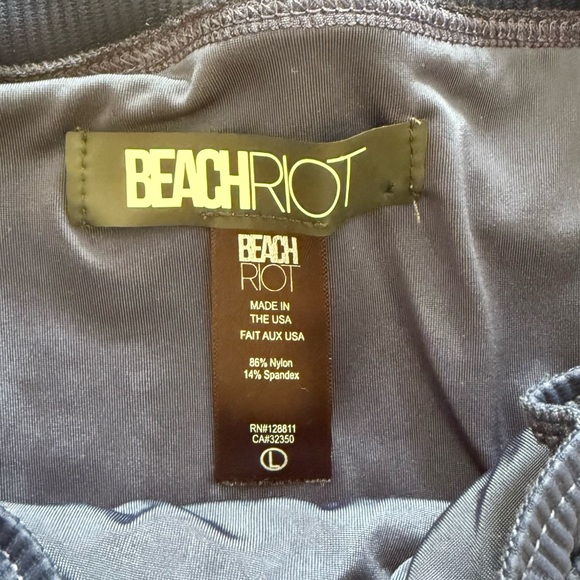 BEACHRIOT
BEACH
RIOT
MADE IN
THE USA
FAIT AUX USA
86% Nylon
14% Spandex
RN#128811
CA#32350
L